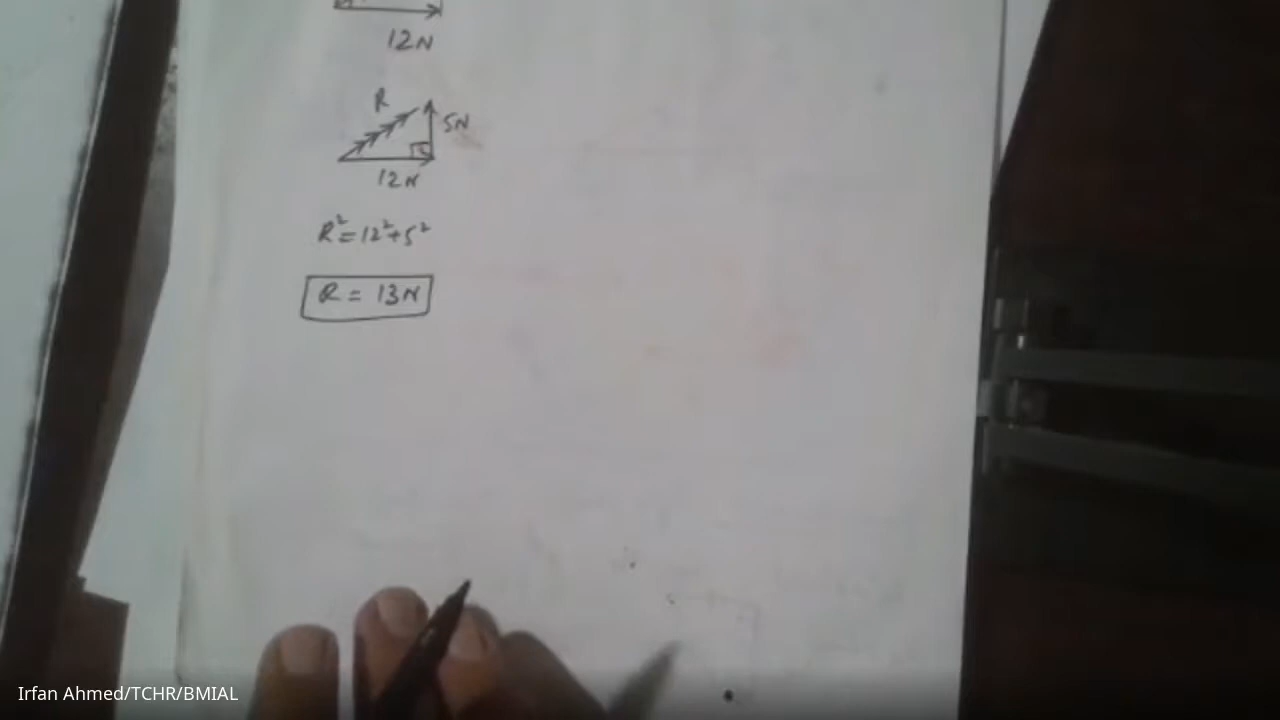 12N
R
5N
12N
R²=12²+5²
R = 13N
Irfan Ahmed/TCHR/BMIAL